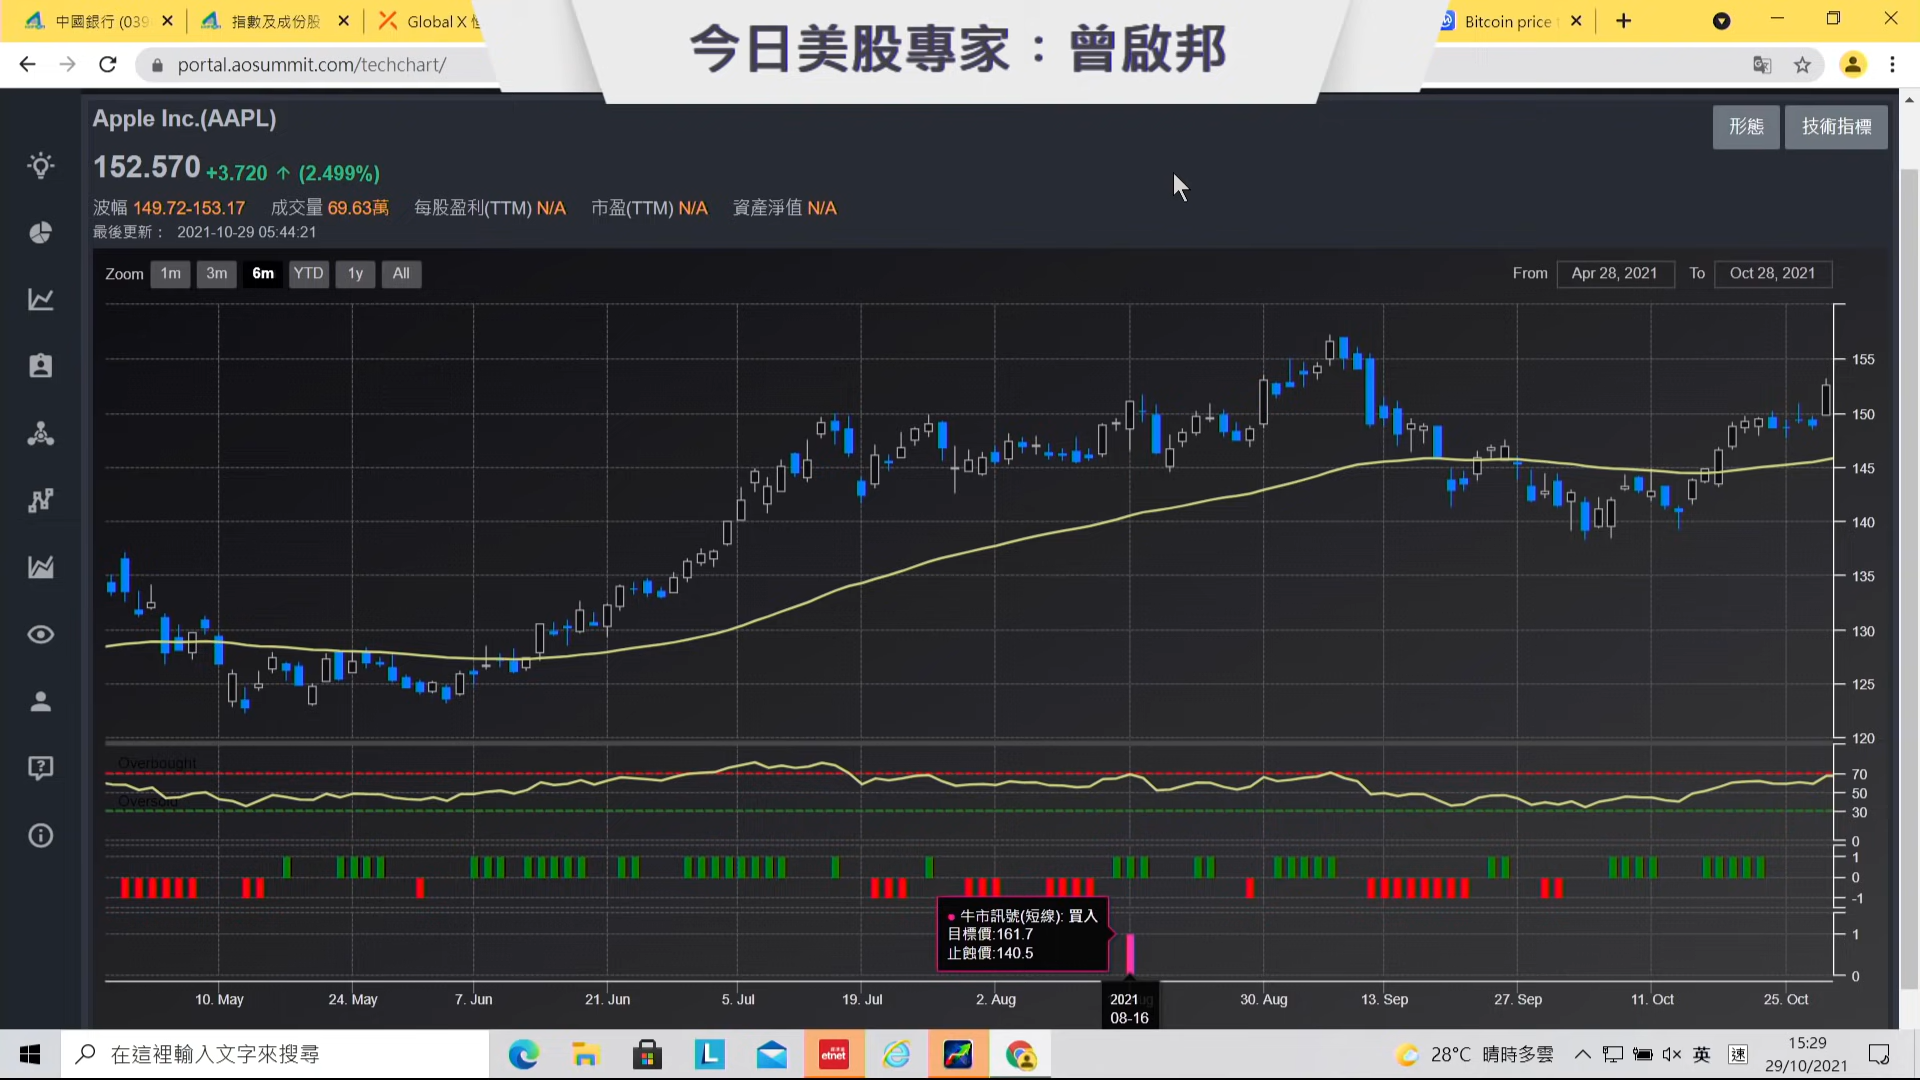 中國銀行 (039
指數及成份股
Global X 恒
今日美股專家：曾啟邦
Bitcoin price
portal.aosummit.com/techchart/
Apple Inc.(AAPL)
形態
技術指標
152.570 +3.720 ↑ (2.499%)
波幅 149.72-153.17 成交量 69.63萬 每股盈利(TTM) N/A 市盈(TTM) N/A 資產淨值 N/A
最後更新： 2021-10-29 05:44:21
Zoom 1m 3m 6m YTD 1y All
From Apr 28, 2021 To Oct 28, 2021
155
150
145
140
135
130
125
120
Overbought
70
50
Oversold
30
0
1
0
-1
牛市訊號(短線): 買入
目標價:161.7
止蝕價:140.5
1
0
10. May 24. May 7. Jun 21. Jun 5. Jul 19. Jul 2. Aug 30. Aug 13. Sep 27. Sep 11. Oct 25. Oct
2021
08-16
在這裡輸入文字來搜尋
etnet
L
28°C 晴時多雲
英
速
15:29
29/10/2021